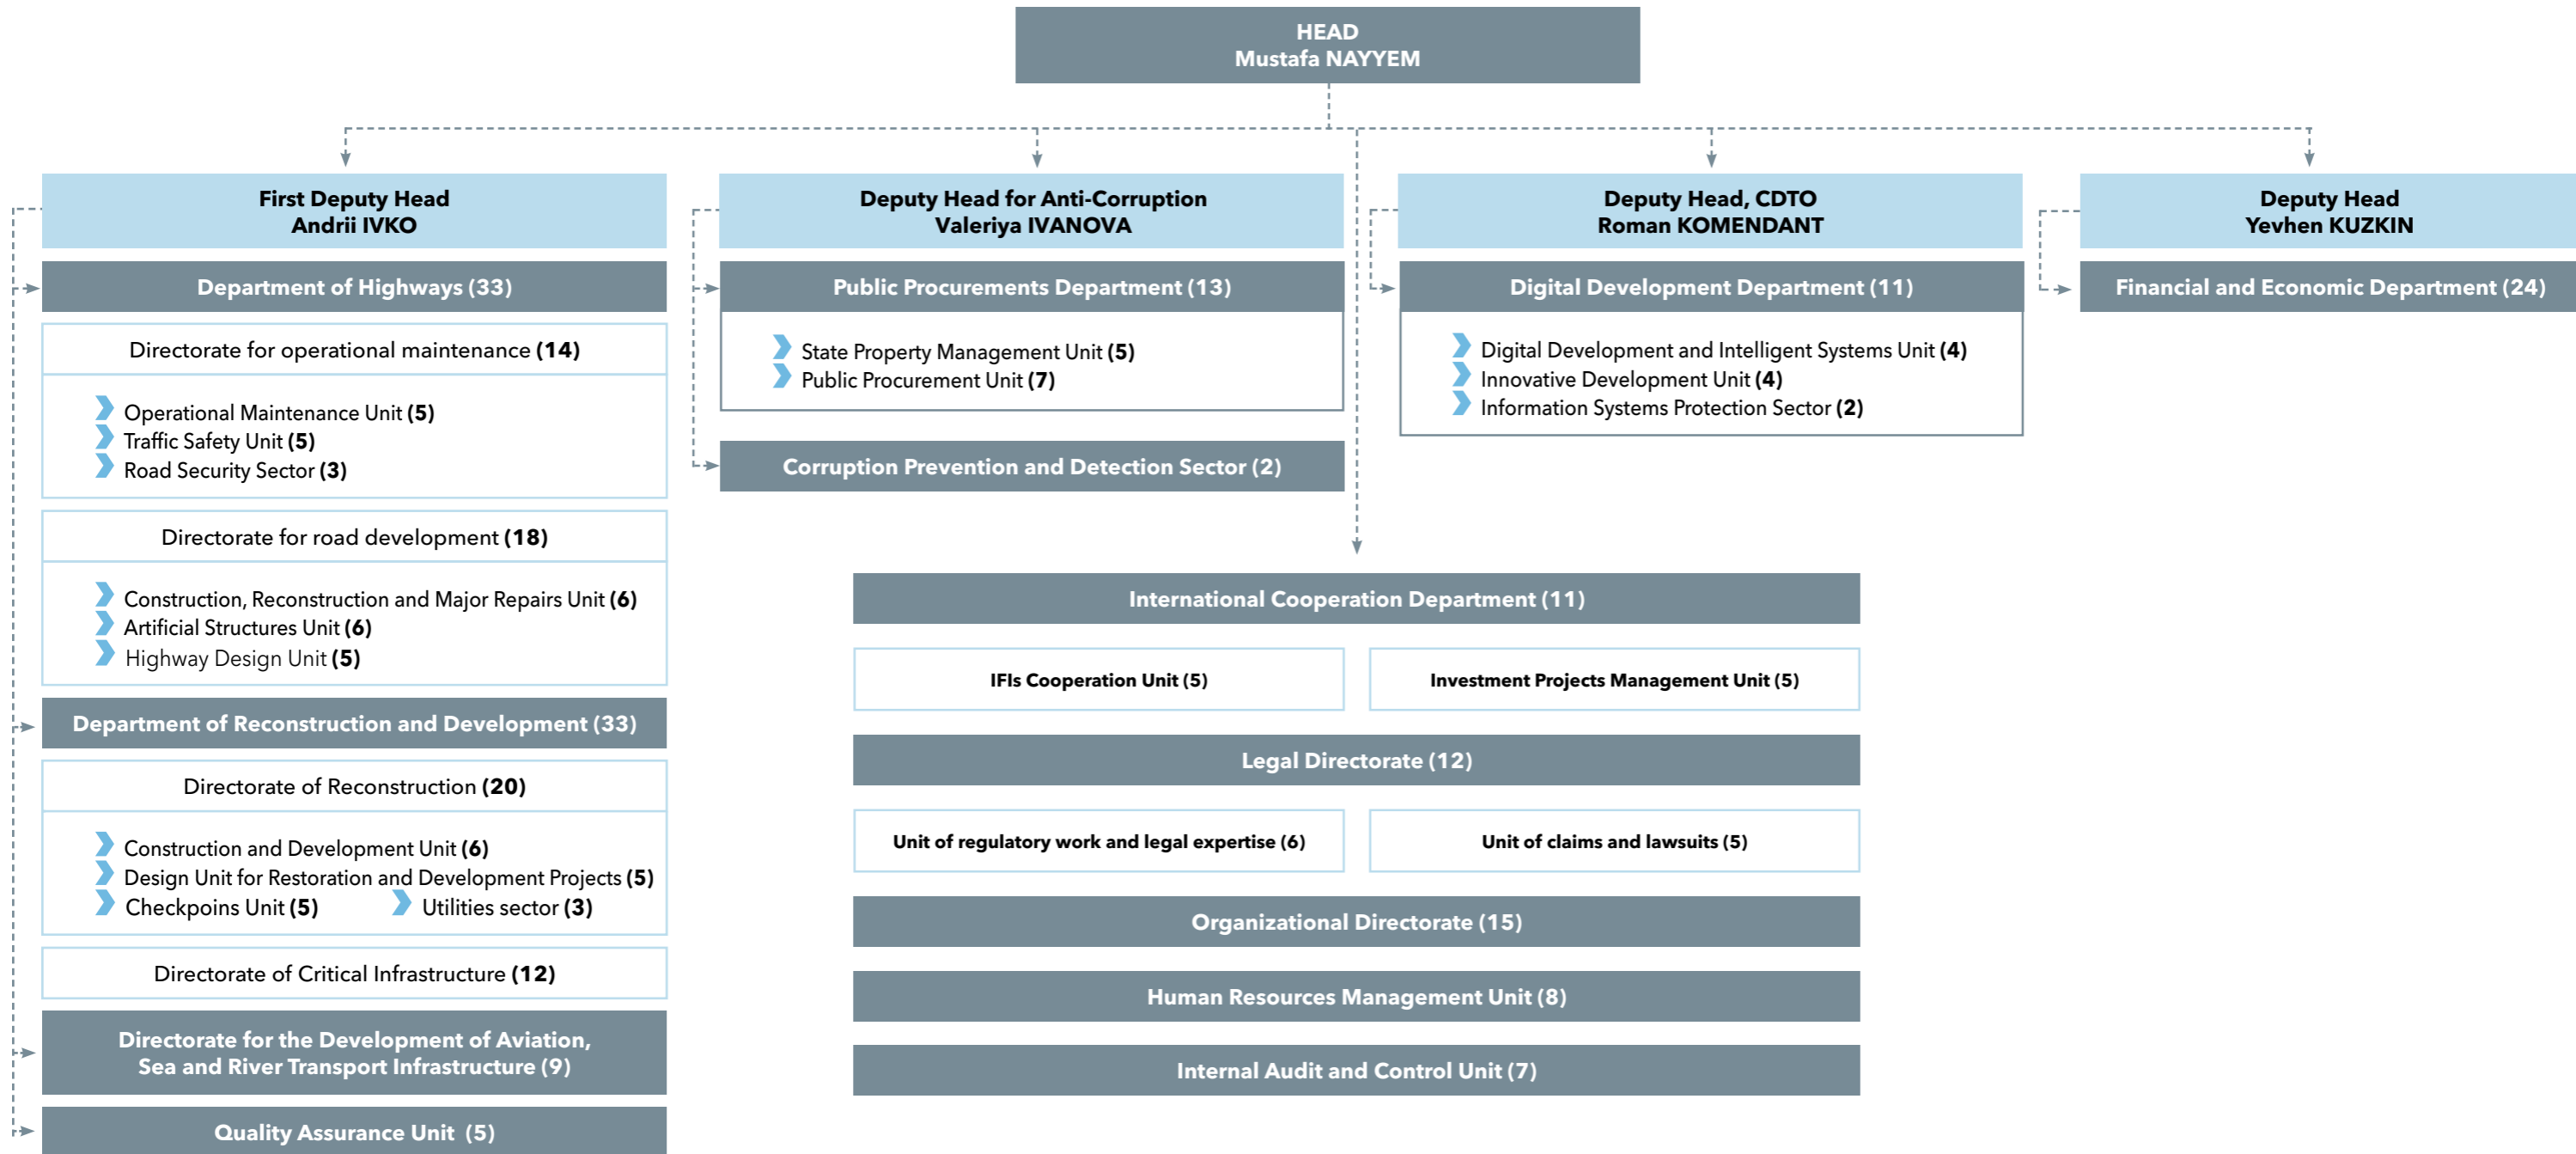 HEAD
Mustafa NAYYEM
First Deputy Head
Andrii IVKO
Department of Highways (33)
Directorate for operational maintenance (14)
Operational Maintenance Unit (5)
Traffic Safety Unit (5)
Road Security Sector (3)
Directorate for road development (18)
Construction, Reconstruction and Major Repairs Unit (6)
Artificial Structures Unit (6)
Highway Design Unit (5)
Department of Reconstruction and Development (33)
Directorate of Reconstruction (20)
Construction and Development Unit (6)
Design Unit for Restoration and Development Projects (5)
Checkpoins Unit (5)
Utilities sector (3)
Directorate of Critical Infrastructure (12)
Directorate for the Development of Aviation,
Sea and River Transport Infrastructure (9)
Quality Assurance Unit (5)
Deputy Head for Anti-Corruption
Valeriya IVANOVA
Public Procurements Department (13)
State Property Management Unit (5)
Public Procurement Unit (7)
Corruption Prevention and Detection Sector (2)
Deputy Head, CDTO
Roman KOMENDANT
Digital Development Department (11)
Digital Development and Intelligent Systems Unit (4)
Innovative Development Unit (4)
Information Systems Protection Sector (2)
Deputy Head
Yevhen KUZKIN
Financial and Economic Department (24)
International Cooperation Department (11)
IFIs Cooperation Unit (5)
Investment Projects Management Unit (5)
Legal Directorate (12)
Unit of regulatory work and legal expertise (6)
Unit of claims and lawsuits (5)
Organizational Directorate (15)
Human Resources Management Unit (8)
Internal Audit and Control Unit (7)